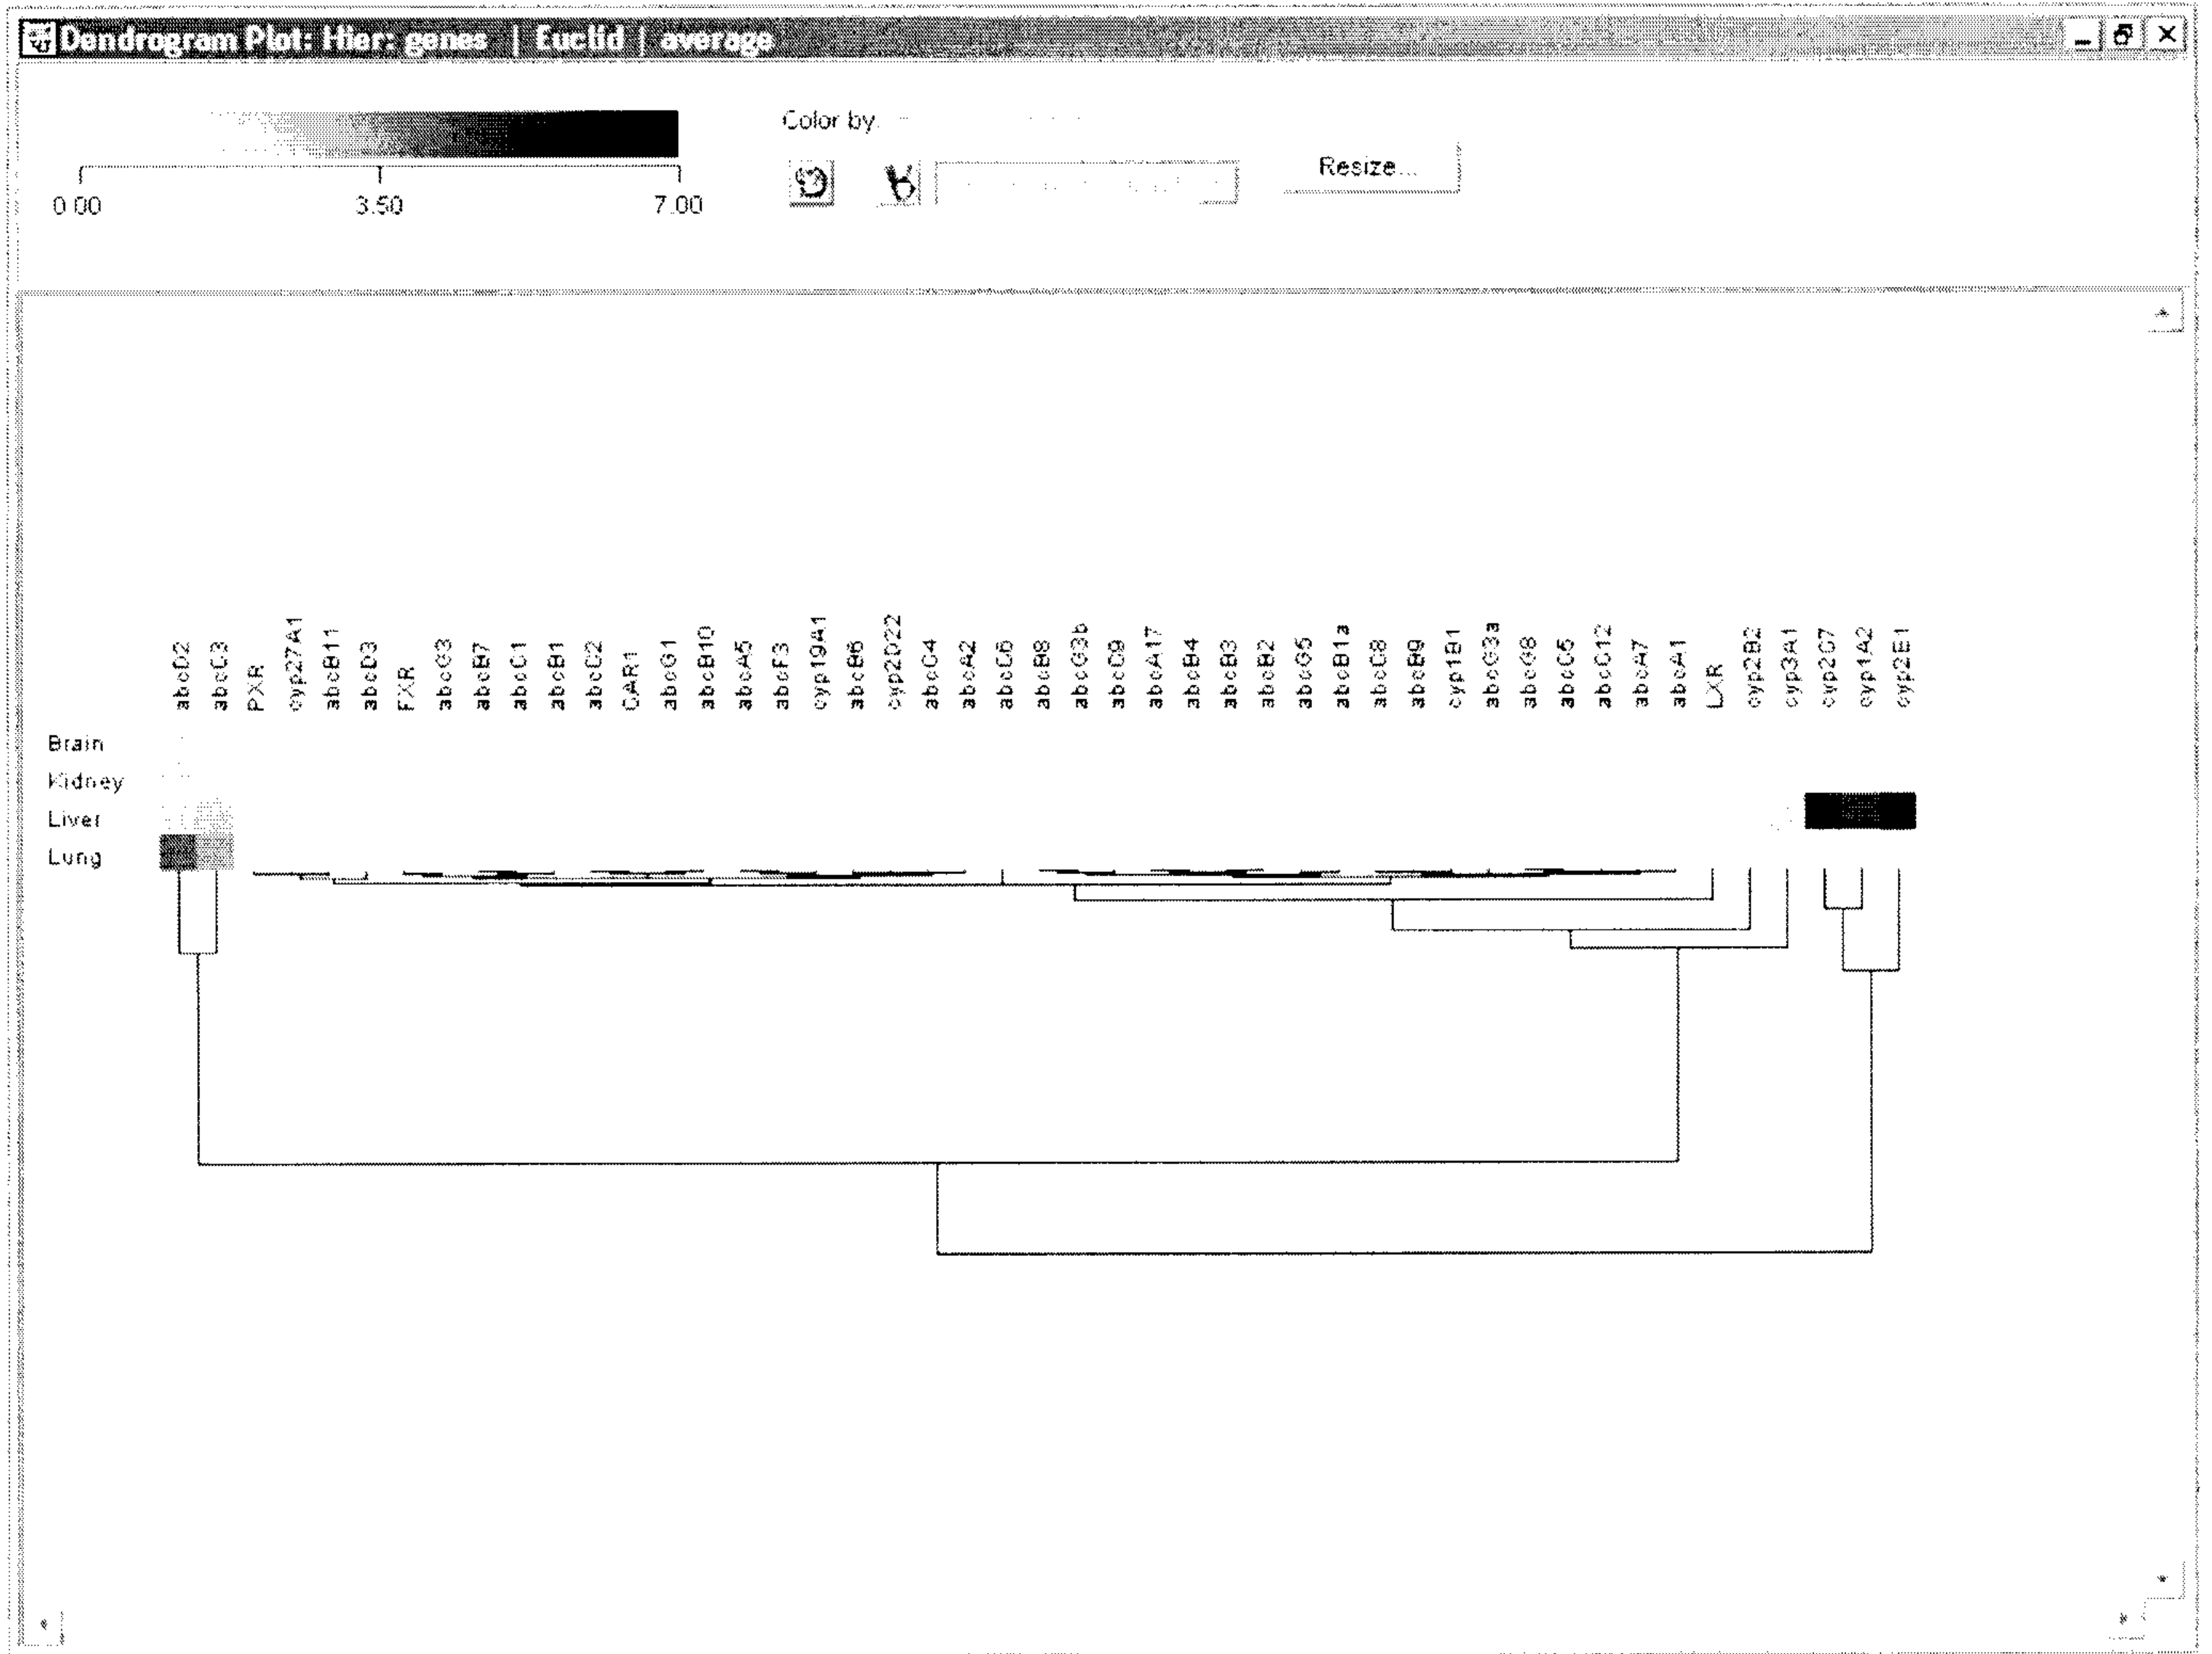 Dendrogram Plot: Hier: genes | Euclid | average
Color by:
Resize...
0.00 3.50 7.00
abcD2 abcC3 PXR cyp27A1 abcB11 abcD3 FXR abcG3 abcB7 abcC1 abcB1 abcC2 CAR1 abcG1 abcB10 abcA5 abcF3 cyp19A1 abcB6 cyp2D22 abcC4 abcA2 abcC6 abcB8 abcG3b abcC9 abcA17 abcB4 abcB3 abcB2 abcG5 abcB1a abcC8 abcB9 cyp1B1 abcG3a abcG8 abcC5 abcC12 abcA7 abcA1 LXR cyp2B2 cyp3A1 cyp2C7 cyp1A2 cyp2E1
Brain
Kidney
Liver
Lung